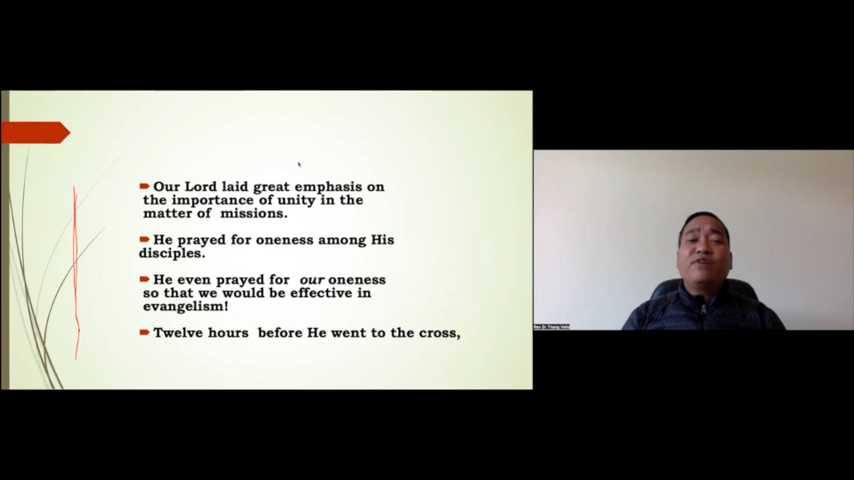 Our Lord laid great emphasis on
the importance of unity in the
matter of missions.
He prayed for oneness among His
disciples.
He even prayed for our oneness
so that we would be effective in
evangelism!
Twelve hours before He went to the cross,